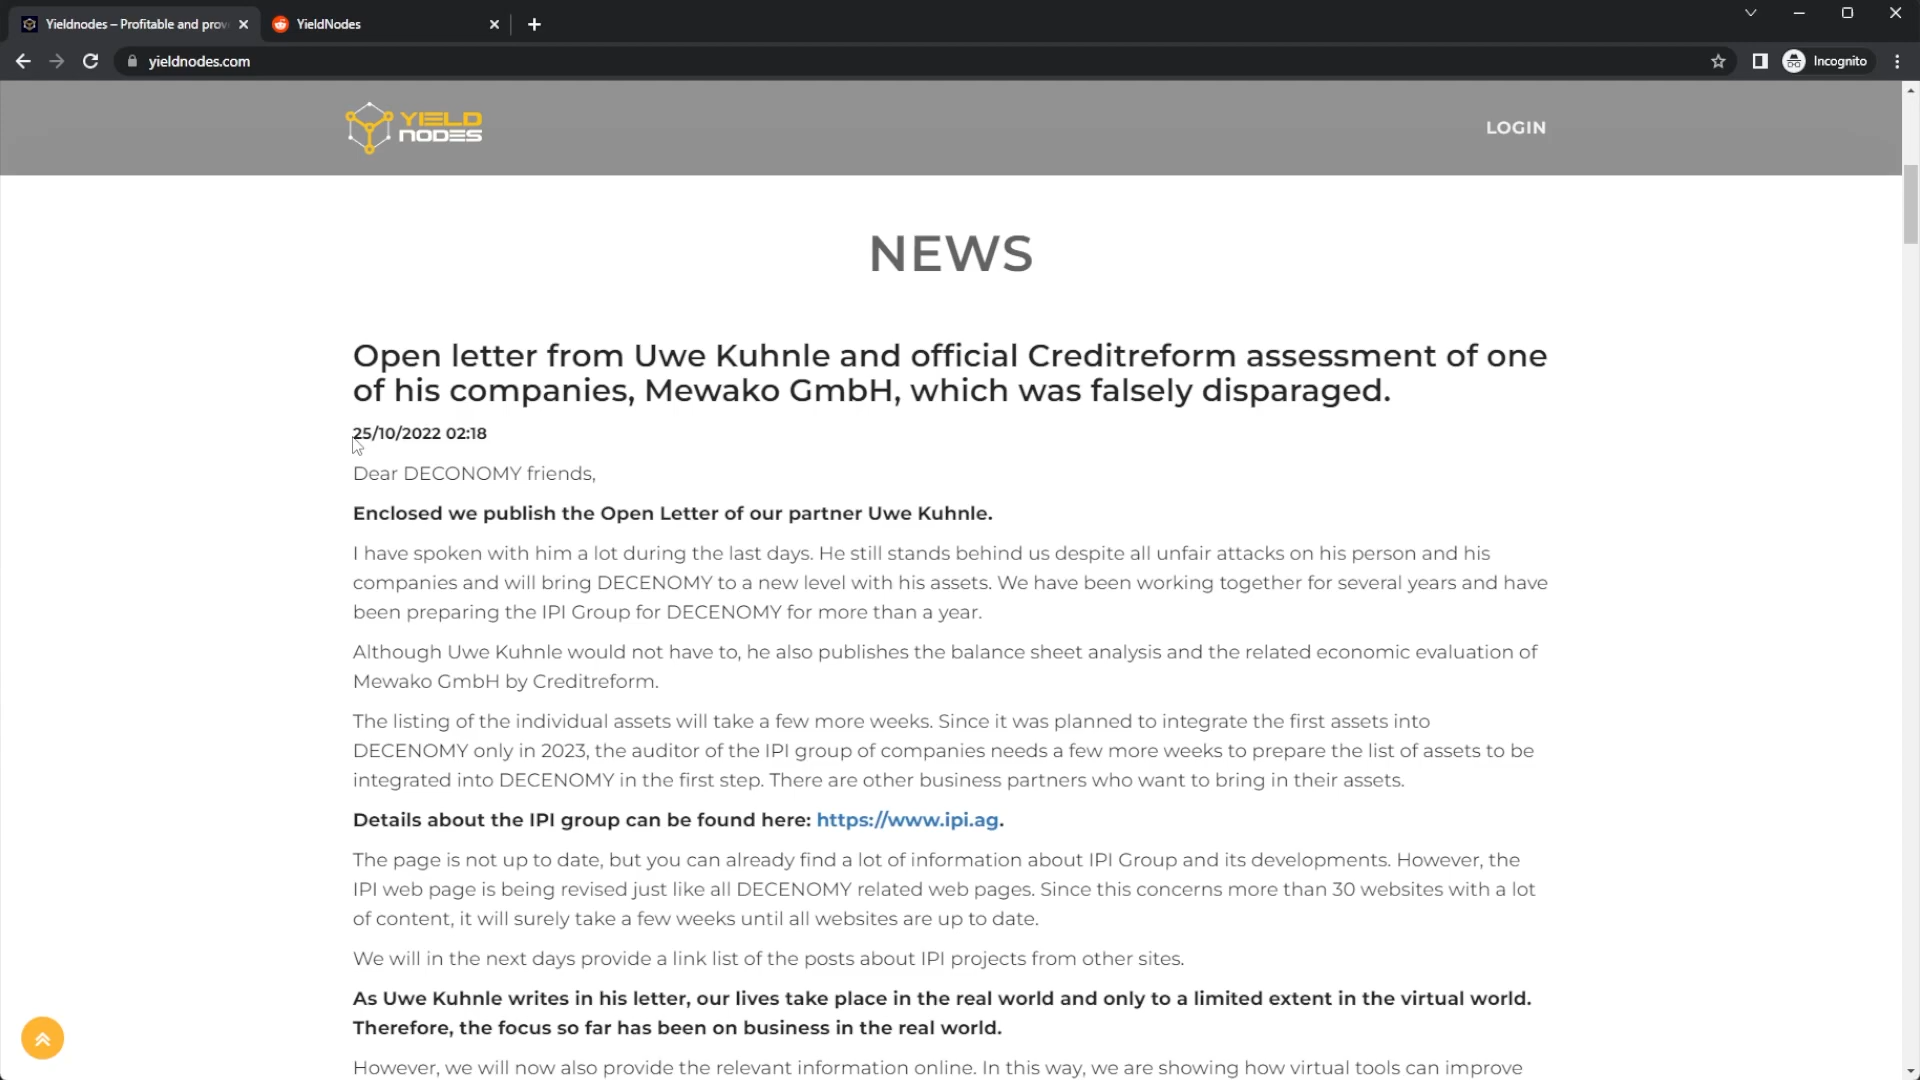 Yieldnodes – Profitable and prov
YieldNodes
yieldnodes.com
Incognito
YIELD
NODES
LOGIN
NEWS
Open letter from Uwe Kuhnle and official Creditreform assessment of one
of his companies, Mewako GmbH, which was falsely disparaged.
25/10/2022 02:18
Dear DECONOMY friends,
Enclosed we publish the Open Letter of our partner Uwe Kuhnle.
I have spoken with him a lot during the last days. He still stands behind us despite all unfair attacks on his person and his
companies and will bring DECENOMY to a new level with his assets. We have been working together for several years and have
been preparing the IPI Group for DECENOMY for more than a year.
Although Uwe Kuhnle would not have to, he also publishes the balance sheet analysis and the related economic evaluation of
Mewako GmbH by Creditreform.
The listing of the individual assets will take a few more weeks. Since it was planned to integrate the first assets into
DECENOMY only in 2023, the auditor of the IPI group of companies needs a few more weeks to prepare the list of assets to be
integrated into DECENOMY in the first step. There are other business partners who want to bring in their assets.
Details about the IPI group can be found here: https://www.ipi.ag.
The page is not up to date, but you can already find a lot of information about IPI Group and its developments. However, the
IPI web page is being revised just like all DECENOMY related web pages. Since this concerns more than 30 websites with a lot
of content, it will surely take a few weeks until all websites are up to date.
We will in the next days provide a link list of the posts about IPI projects from other sites.
As Uwe Kuhnle writes in his letter, our lives take place in the real world and only to a limited extent in the virtual world.
Therefore, the focus so far has been on business in the real world.
However, we will now also provide the relevant information online. In this way, we are showing how virtual tools can improve